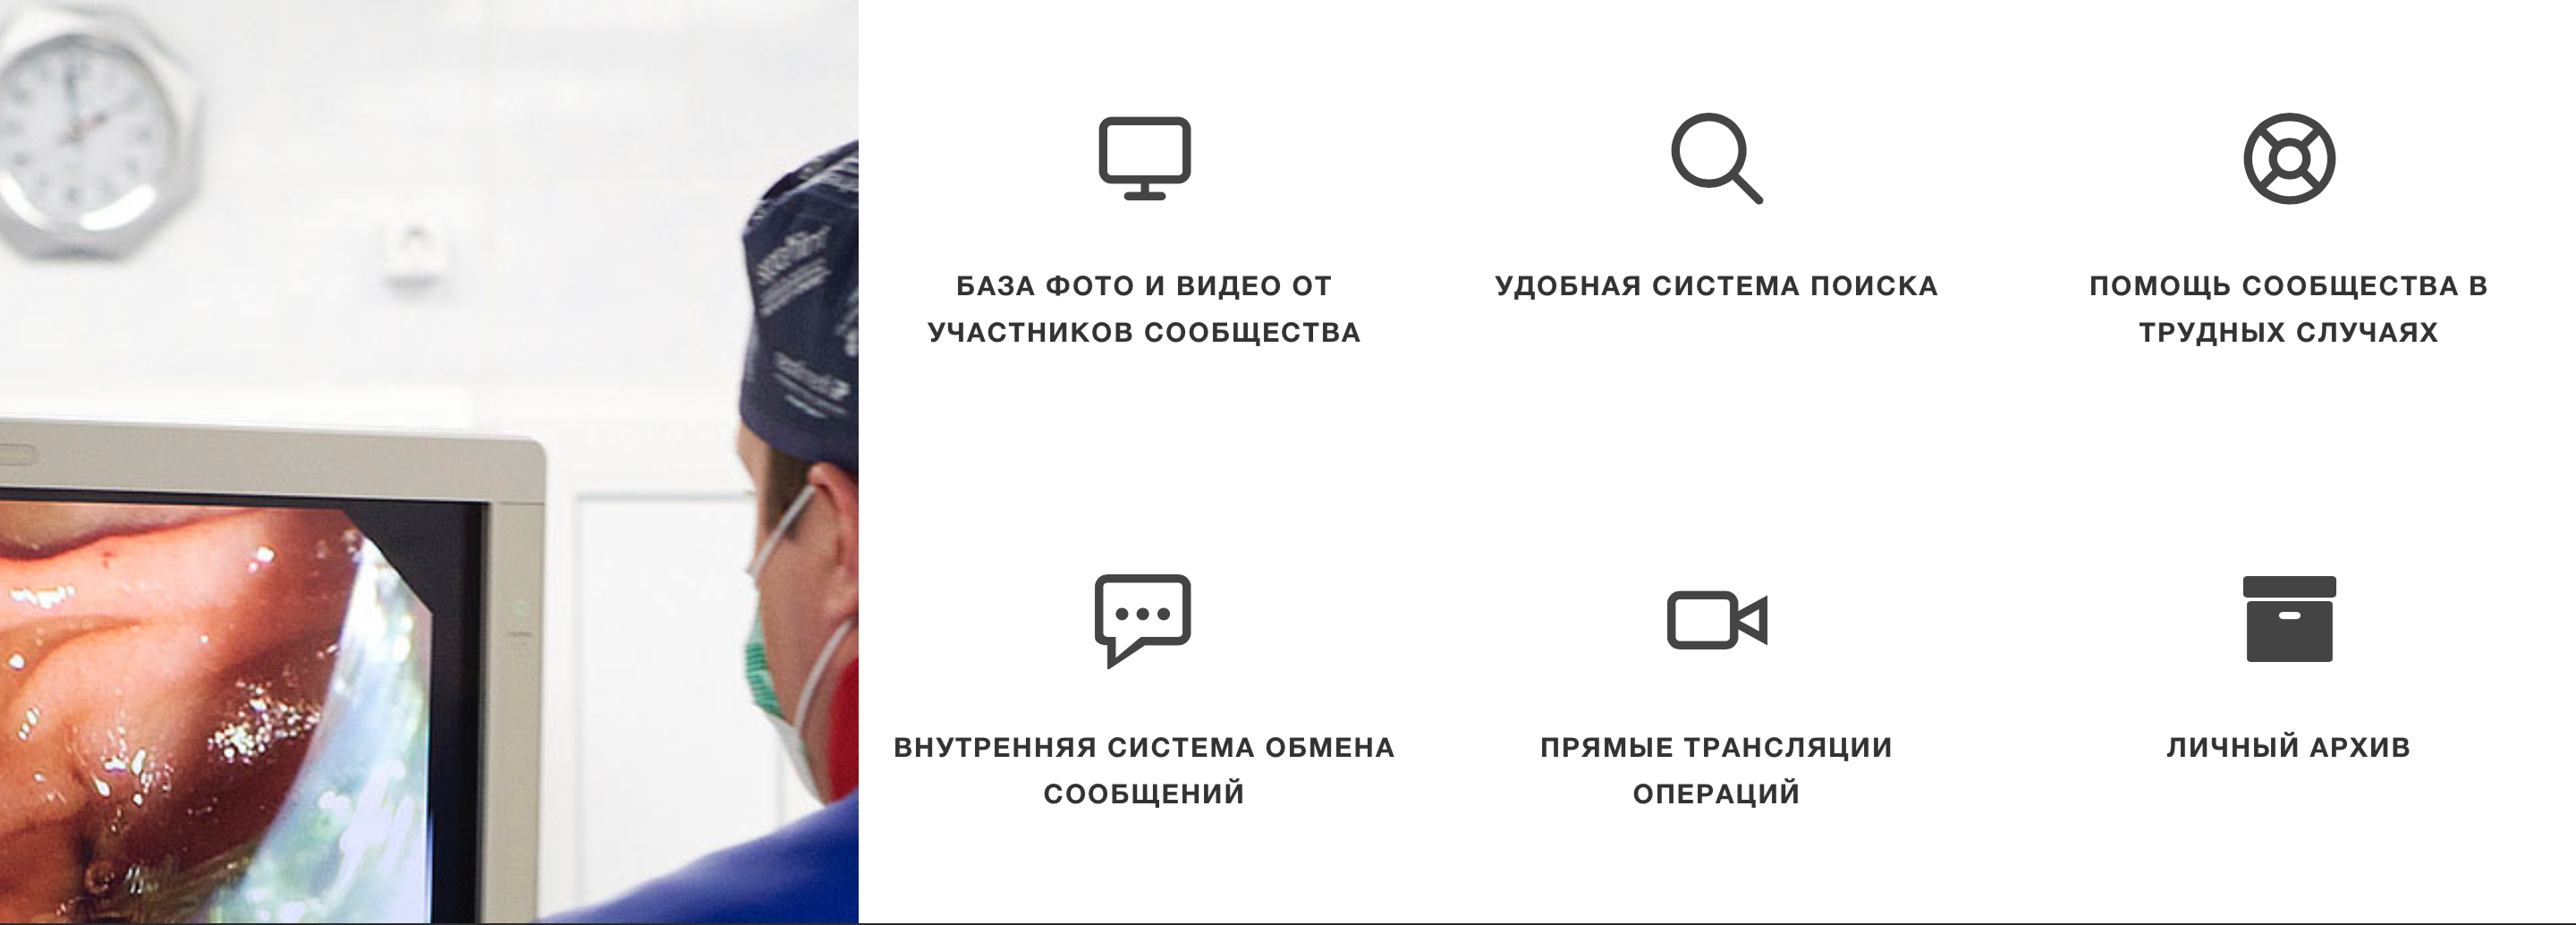 БАЗА ФОТО И ВИДЕО ОТ
УЧАСТНИКОВ СООБЩЕСТВА
УДОБНАЯ СИСТЕМА ПОИСКА
ПОМОЩЬ СООБЩЕСТВА В
ТРУДНЫХ СЛУЧАЯХ
ВНУТРЕННЯЯ СИСТЕМА ОБМЕНА
СООБЩЕНИЙ
ПРЯМЫЕ ТРАНСЛЯЦИИ
ОПЕРАЦИЙ
ЛИЧНЫЙ АРХИВ